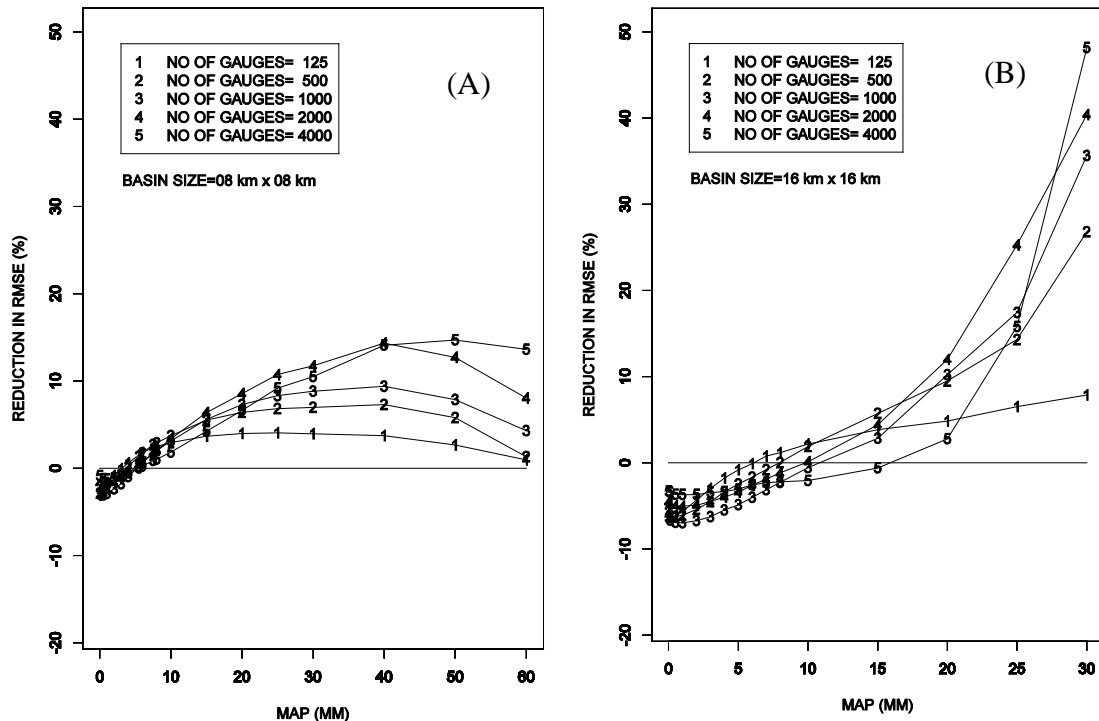 (A)
1 NO OF GAUGES= 125
2 NO OF GAUGES= 500
3 NO OF GAUGES= 1000
4 NO OF GAUGES= 2000
5 NO OF GAUGES= 4000
BASIN SIZE=08 km x 08 km
REDUCTION IN RMSE (%)
50
40
30
20
10
0
-10
-20
0 10 20 30 40 50 60
MAP (MM)
(B)
1 NO OF GAUGES= 125
2 NO OF GAUGES= 500
3 NO OF GAUGES= 1000
4 NO OF GAUGES= 2000
5 NO OF GAUGES= 4000
BASIN SIZE=16 km x 16 km
REDUCTION IN RMSE (%)
50
40
30
20
10
0
-10
-20
0 5 10 15 20 25 30
MAP (MM)